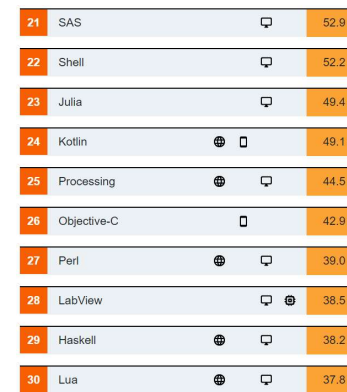 21 SAS 52.9
22 Shell 52.2
23 Julia 49.4
24 Kotlin 49.1
25 Processing 44.5
26 Objective-C 42.9
27 Perl 39.0
28 LabView 38.5
29 Haskell 38.2
30 Lua 37.8